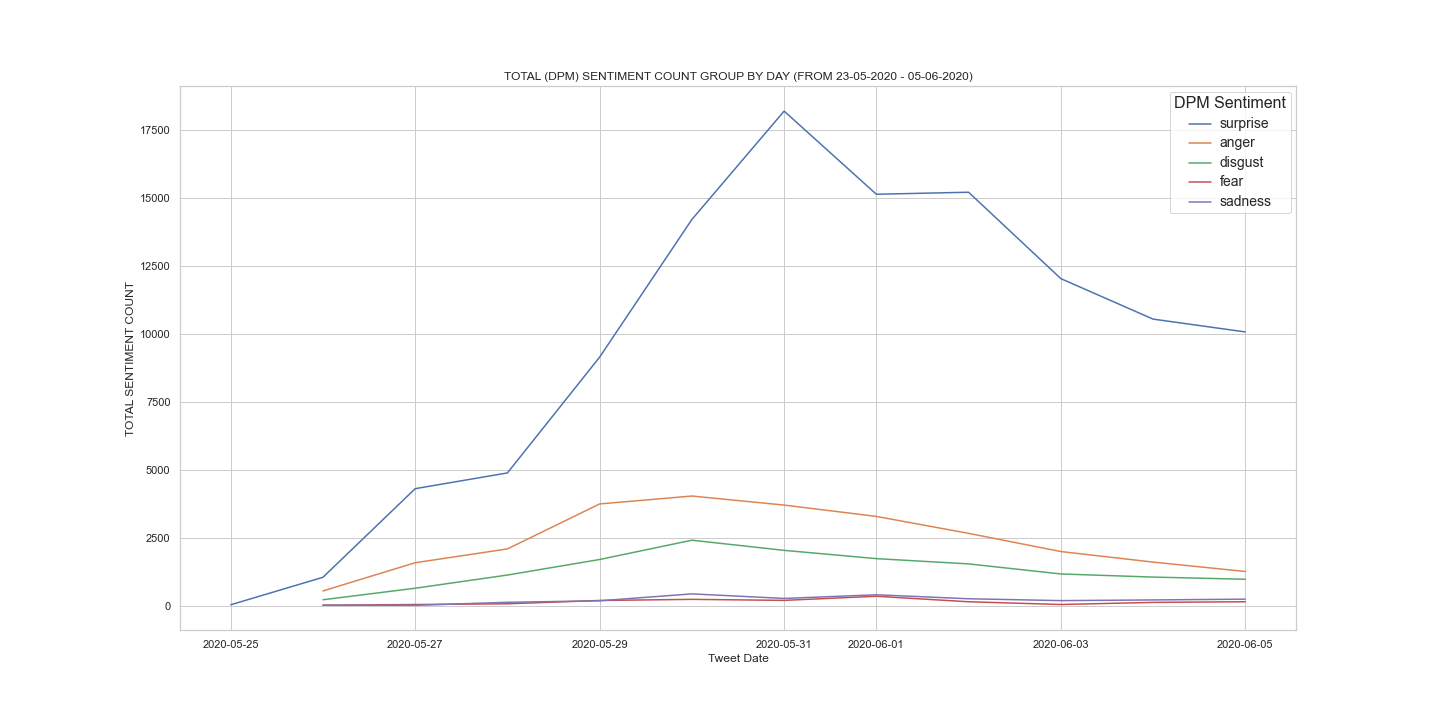 TOTAL (DPM) SENTIMENT COUNT GROUP BY DAY (FROM 23-05-2020 - 05-06-2020)
DPM Sentiment
surprise
anger
disgust
fear
sadness
TOTAL SENTIMENT COUNT
17500
15000
12500
10000
7500
5000
2500
0
2020-05-25 2020-05-27 2020-05-29 2020-05-31 2020-06-01 2020-06-03 2020-06-05
Tweet Date